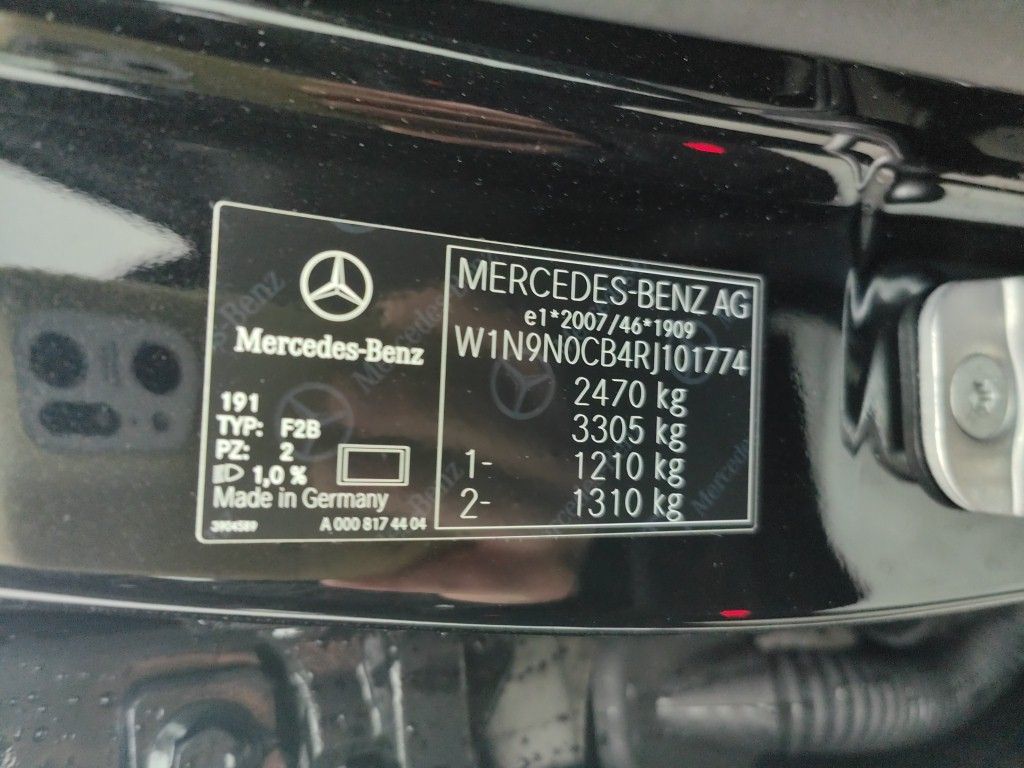 Mercedes-Benz
191
TYP: F2B
PZ: 2
1,0 %
Made in Germany
3904589
A 000 817 44 04
MERCEDES-BENZ AG
e1*2007/46*1909
W1N9N0CB4RJ101774
2470 kg
3305 kg
1- 1210 kg
2- 1310 kg